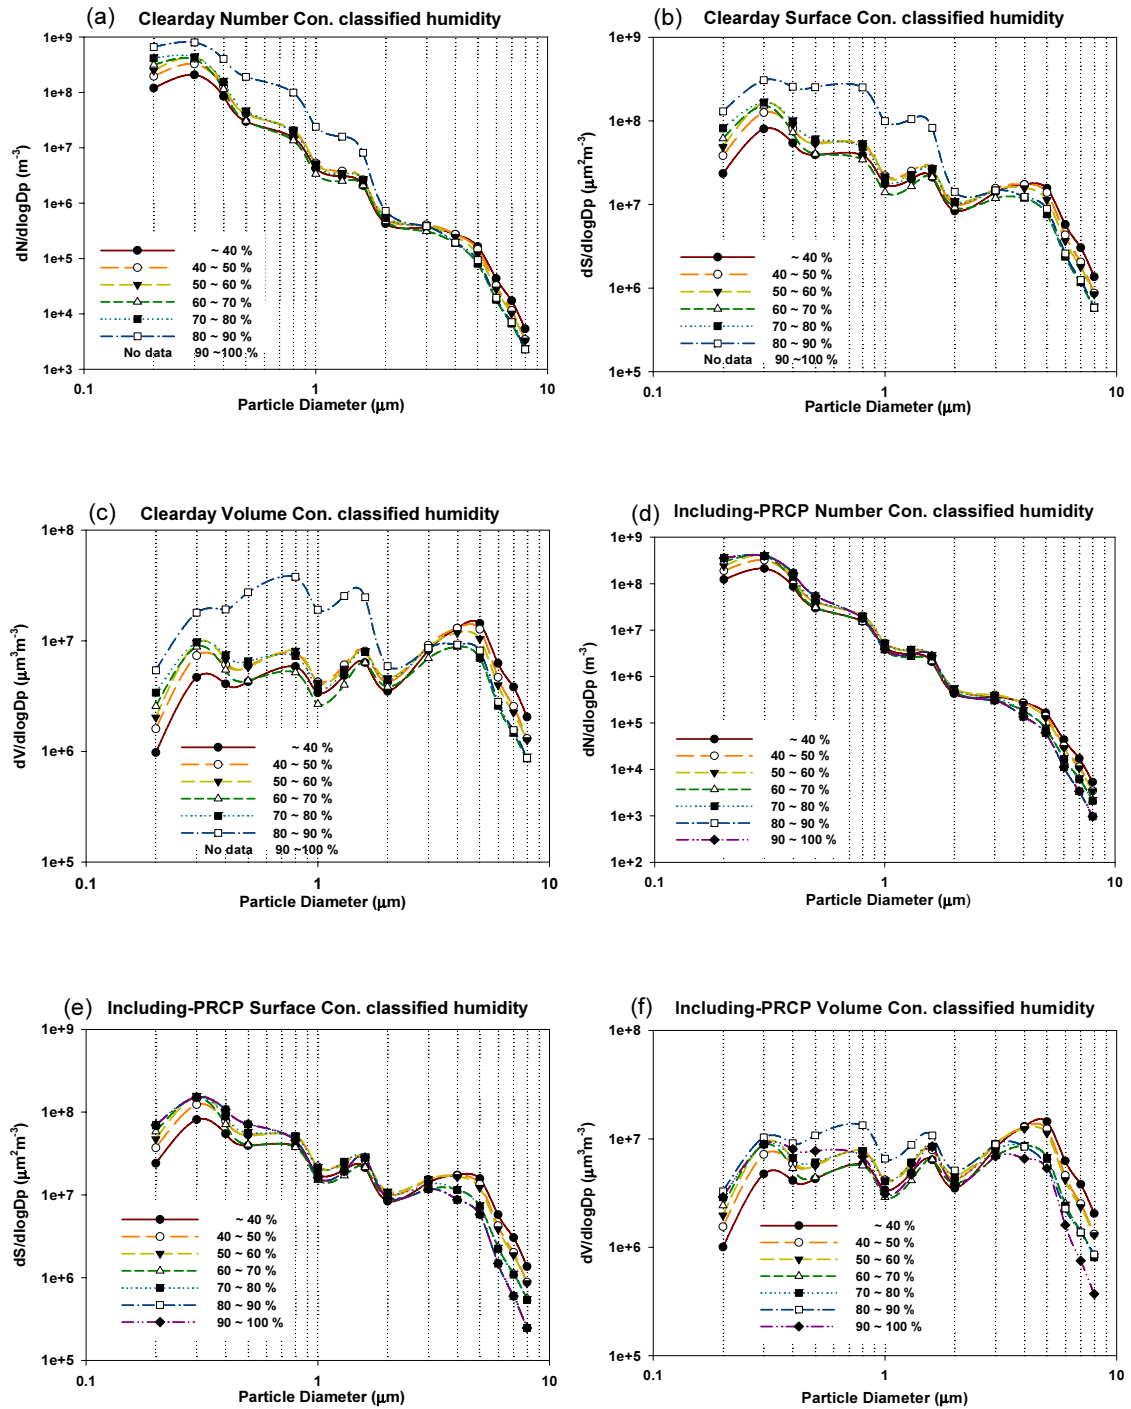 (a) Clearday Number Con. classified humidity
1e+9
1e+8
1e+7
1e+6
1e+5
1e+4
1e+3
dN/dlogDp (m⁻³)
~ 40 %
40 ~ 50 %
50 ~ 60 %
60 ~ 70 %
70 ~ 80 %
80 ~ 90 %
No data 90 ~100 %
0.1 1 10
Particle Diameter (μm)
(b) Clearday Surface Con. classified humidity
1e+9
1e+8
1e+7
1e+6
1e+5
dS/dlogDp (μm²m⁻³)
~ 40 %
40 ~ 50 %
50 ~ 60 %
60 ~ 70 %
70 ~ 80 %
80 ~ 90 %
No data 90 ~100 %
0.1 1 10
Particle Diameter (μm)
(c) Clearday Volume Con. classified humidity
1e+8
1e+7
1e+6
1e+5
dV/dlogDp (μm³m⁻³)
~ 40 %
40 ~ 50 %
50 ~ 60 %
60 ~ 70 %
70 ~ 80 %
80 ~ 90 %
No data 90 ~100 %
0.1 1 10
Particle Diameter (μm)
(d) Including-PRCP Number Con. classified humidity
1e+9
1e+8
1e+7
1e+6
1e+5
1e+4
1e+3
1e+2
dN/dlogDp (m⁻³)
~ 40 %
40 ~ 50 %
50 ~ 60 %
60 ~ 70 %
70 ~ 80 %
80 ~ 90 %
90 ~ 100 %
0.1 1 10
Particle Diameter (μm)
(e) Including-PRCP Surface Con. classified humidity
1e+9
1e+8
1e+7
1e+6
1e+5
dS/dlogDp (μm²m⁻³)
~ 40 %
40 ~ 50 %
50 ~ 60 %
60 ~ 70 %
70 ~ 80 %
80 ~ 90 %
90 ~ 100 %
0.1 1 10
Particle Diameter (μm)
(f) Including-PRCP Volume Con. classified humidity
1e+8
1e+7
1e+6
1e+5
dV/dlogDp (μm³m⁻³)
~ 40 %
40 ~ 50 %
50 ~ 60 %
60 ~ 70 %
70 ~ 80 %
80 ~ 90 %
90 ~ 100 %
0.1 1 10
Particle Diameter (μm)